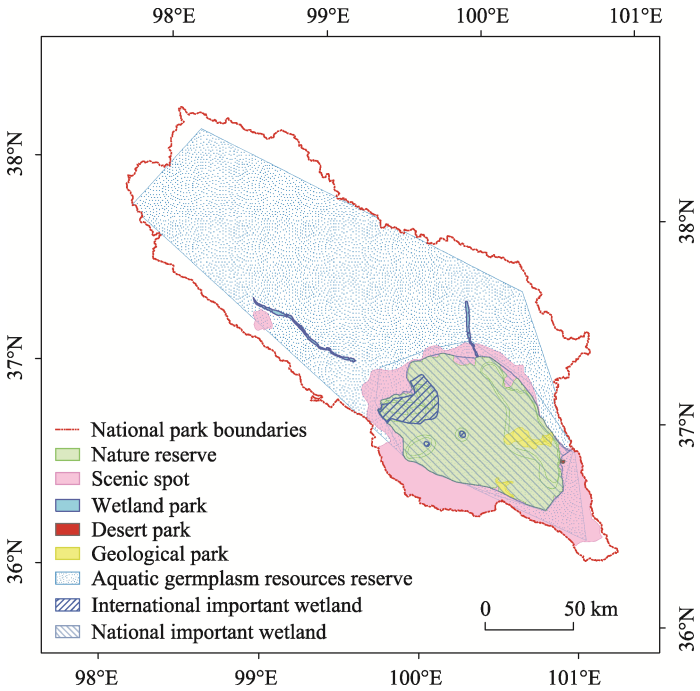 98°E 99°E 100°E 101°E
38°N
38°N
37°N
37°N
National park boundaries
Nature reserve
Scenic spot
Wetland park
Desert park
Geological park
Aquatic germplasm resources reserve
International important wetland
National important wetland
0 50 km
36°N
36°N
98°E 99°E 100°E 101°E